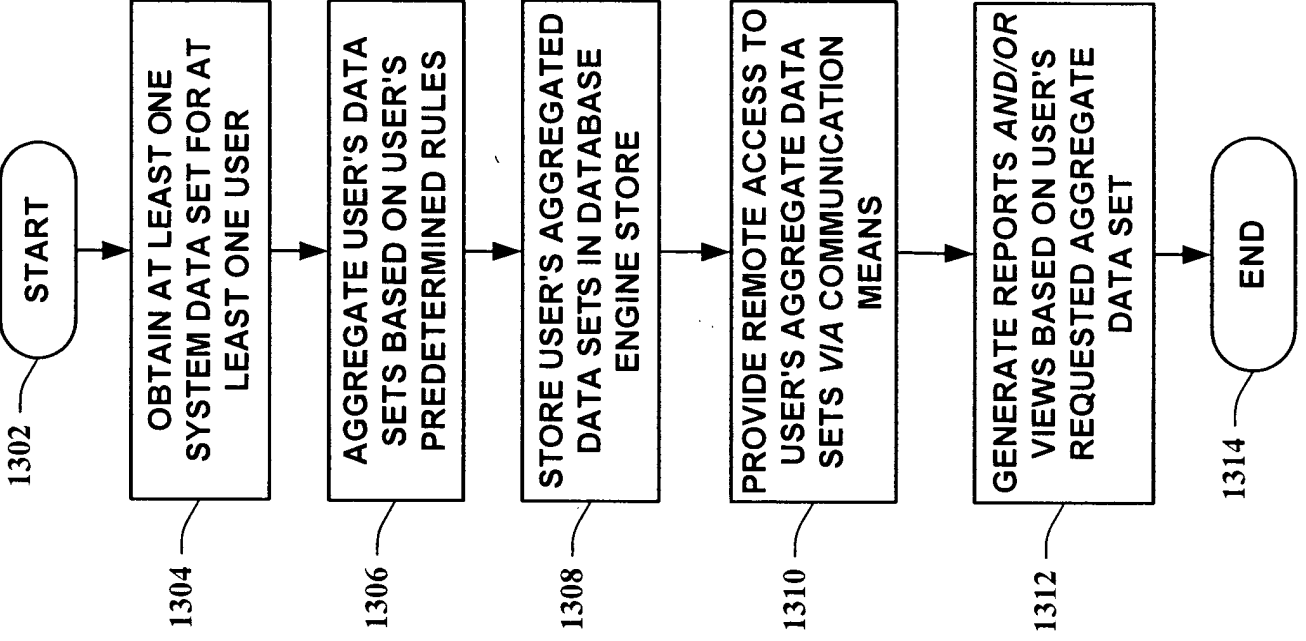 START
1302
OBTAIN AT LEAST ONE
SYSTEM DATA SET FOR AT
LEAST ONE USER
1304
AGGREGATE USER'S DATA
SETS BASED ON USER'S
PREDETERMINED RULES
1306
STORE USER'S AGGREGATED
DATA SETS IN DATABASE
ENGINE STORE
1308
PROVIDE REMOTE ACCESS TO
USER'S AGGREGATE DATA
SETS VIA COMMUNICATION
MEANS
1310
GENERATE REPORTS AND/OR
VIEWS BASED ON USER'S
REQUESTED AGGREGATE
DATA SET
1312
END
1314